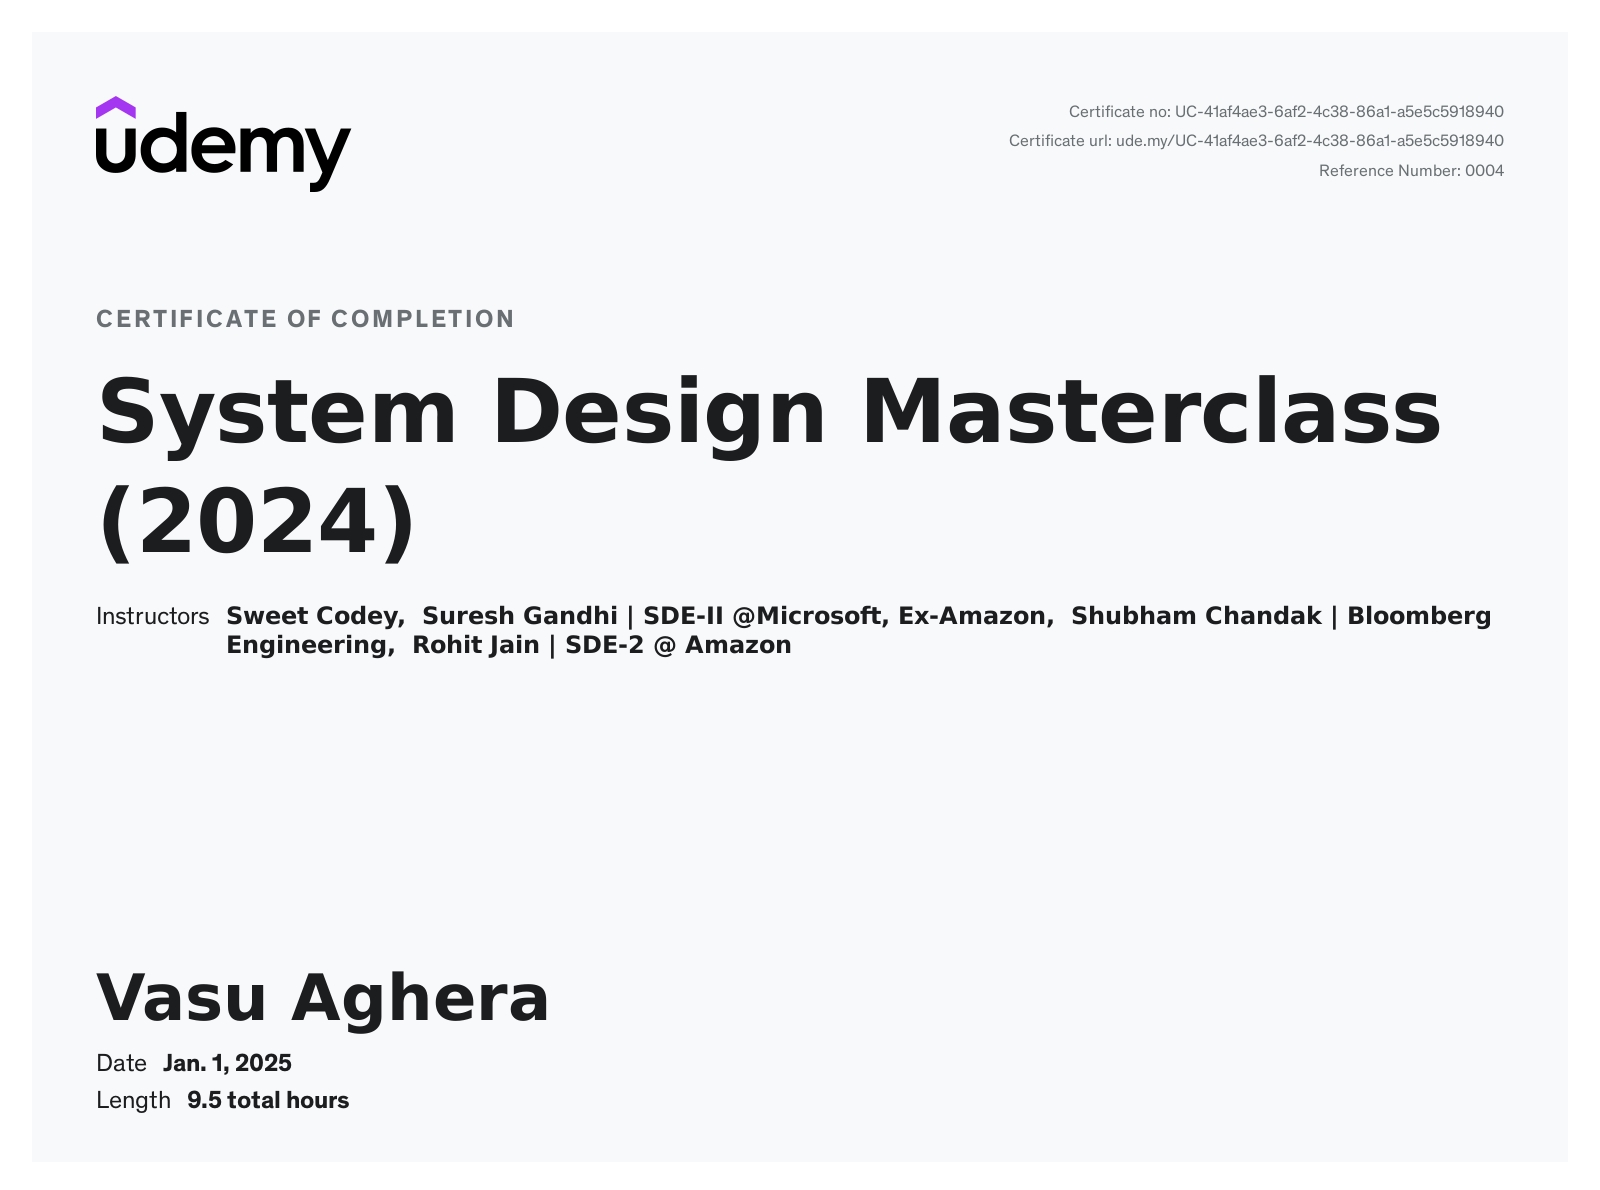 udemy
Certificate no: UC-41af4ae3-6af2-4c38-86a1-a5e5c5918940
Certificate url: ude.my/UC-41af4ae3-6af2-4c38-86a1-a5e5c5918940
Reference Number: 0004
CERTIFICATE OF COMPLETION
System Design Masterclass
(2024)
Instructors Sweet Codey, Suresh Gandhi | SDE-II @Microsoft, Ex-Amazon, Shubham Chandak | Bloomberg
Engineering, Rohit Jain | SDE-2 @ Amazon
Vasu Aghera
Date Jan. 1, 2025
Length 9.5 total hours